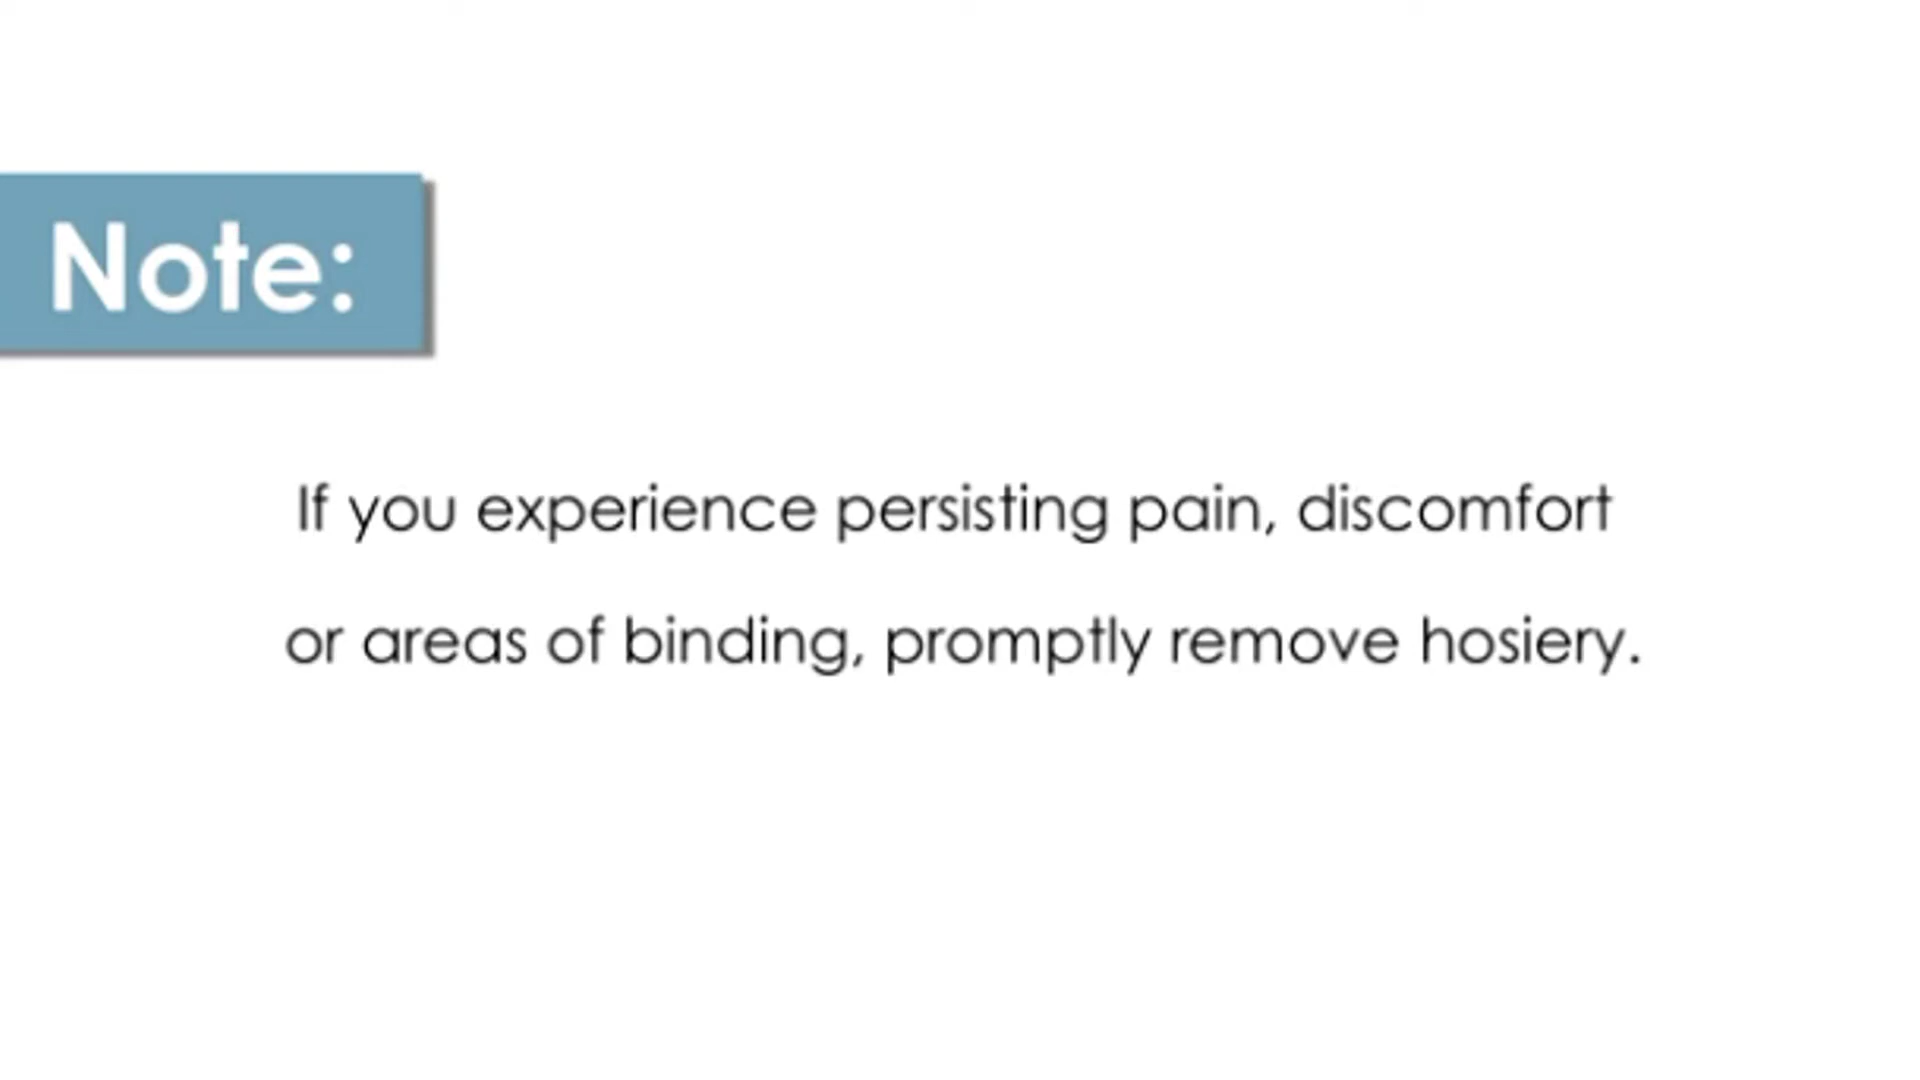 Note:
If you experience persisting pain, discomfort
or areas of binding, promptly remove hosiery.